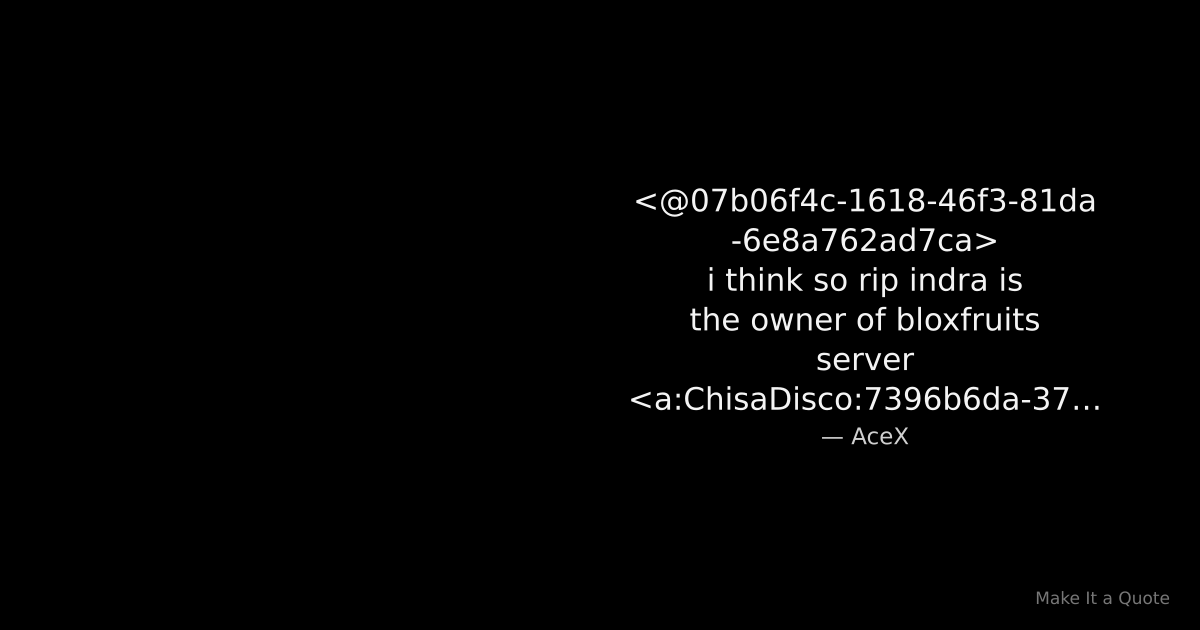 <@07b06f4c-1618-46f3-81da
-6e8a762ad7ca>
i think so rip indra is
the owner of bloxfruits
server
<a:ChisaDisco:7396b6da-37…
— AceX
Make It a Quote